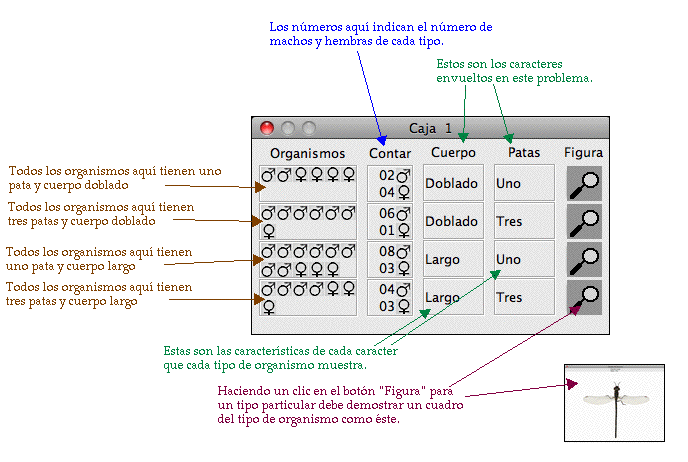 Los números aquí indican el número de
machos y hembras de cada tipo.
Estos son los caracteres
envueltos en este problema.
Caja 1
Organismos Contar Cuerpo Patas Figura
Todos los organismos aquí tienen uno
pata y cuerpo doblado
♂♂♀♀♀♀ 02♂ Doblado Uno
04♀
Todos los organismos aquí tienen
tres patas y cuerpo doblado
♂♂♂♂♂♂ 06♂ Doblado Tres
♀ 01♀
Todos los organismos aquí tienen
uno pata y cuerpo largo
♂♂♂♂♂♂ 08♂ Largo Uno
♂♂♀♀♀ 03♀
Todos los organismos aquí tienen
tres patas y cuerpo largo
♂♂♂♂♀♀ 04♂ Largo Tres
♀ 03♀
Estas son las características de cada caracter
que cada tipo de organismo muestra.
Haciendo un clic en el botón "Figura" para
un tipo particular debe demostrar un cuadro
del tipo de organismo como éste.